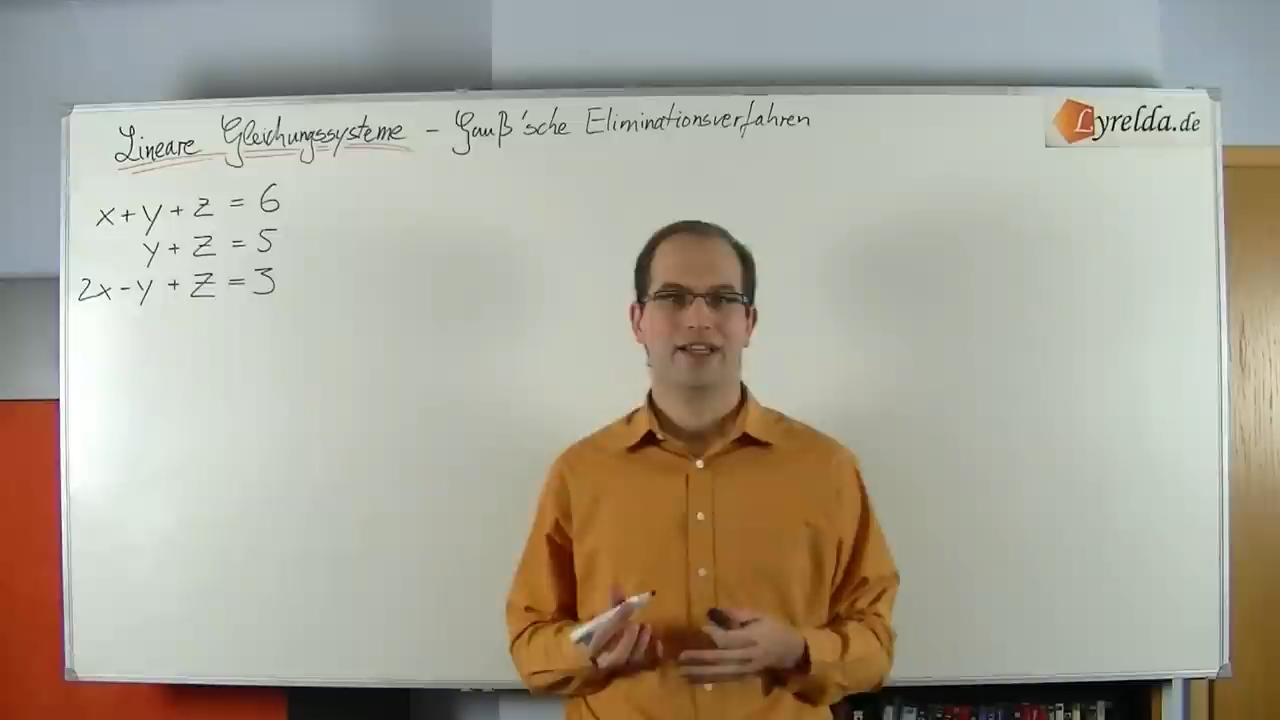 Lineare Gleichungssysteme - Gauß'sche Eliminationsverfahren
Lyrelda.de
x + y + z = 6
y + z = 5
2x - y + z = 3